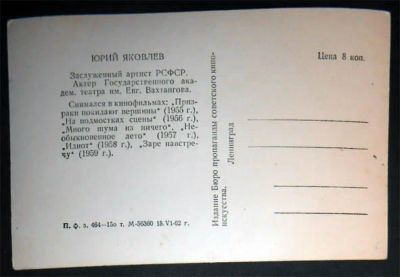 ЮРИЙ ЯКОВЛЕВ
Заслуженный артист РСФСР.
Актер Государственного ака-
дем. театра им. Евг. Вахтангова.
Снимался в кинофильмах: „Приз-
раки покидают вершины“ (1955 г.),
„На подмостках сцены“ (1956 г.),
„Много шума из ничего“, „Не-
обыкновенное лето“ (1957 г.),
„Идиот“ (1958 г.), „Заре навстре-
чу“ (1959 г.).
П. ф. з. 464—15о т. М-56360 18-VI-62 г.
Издание Бюро пропаганды советского кино-
искусства.
Ленинград
Цена 8 коп.